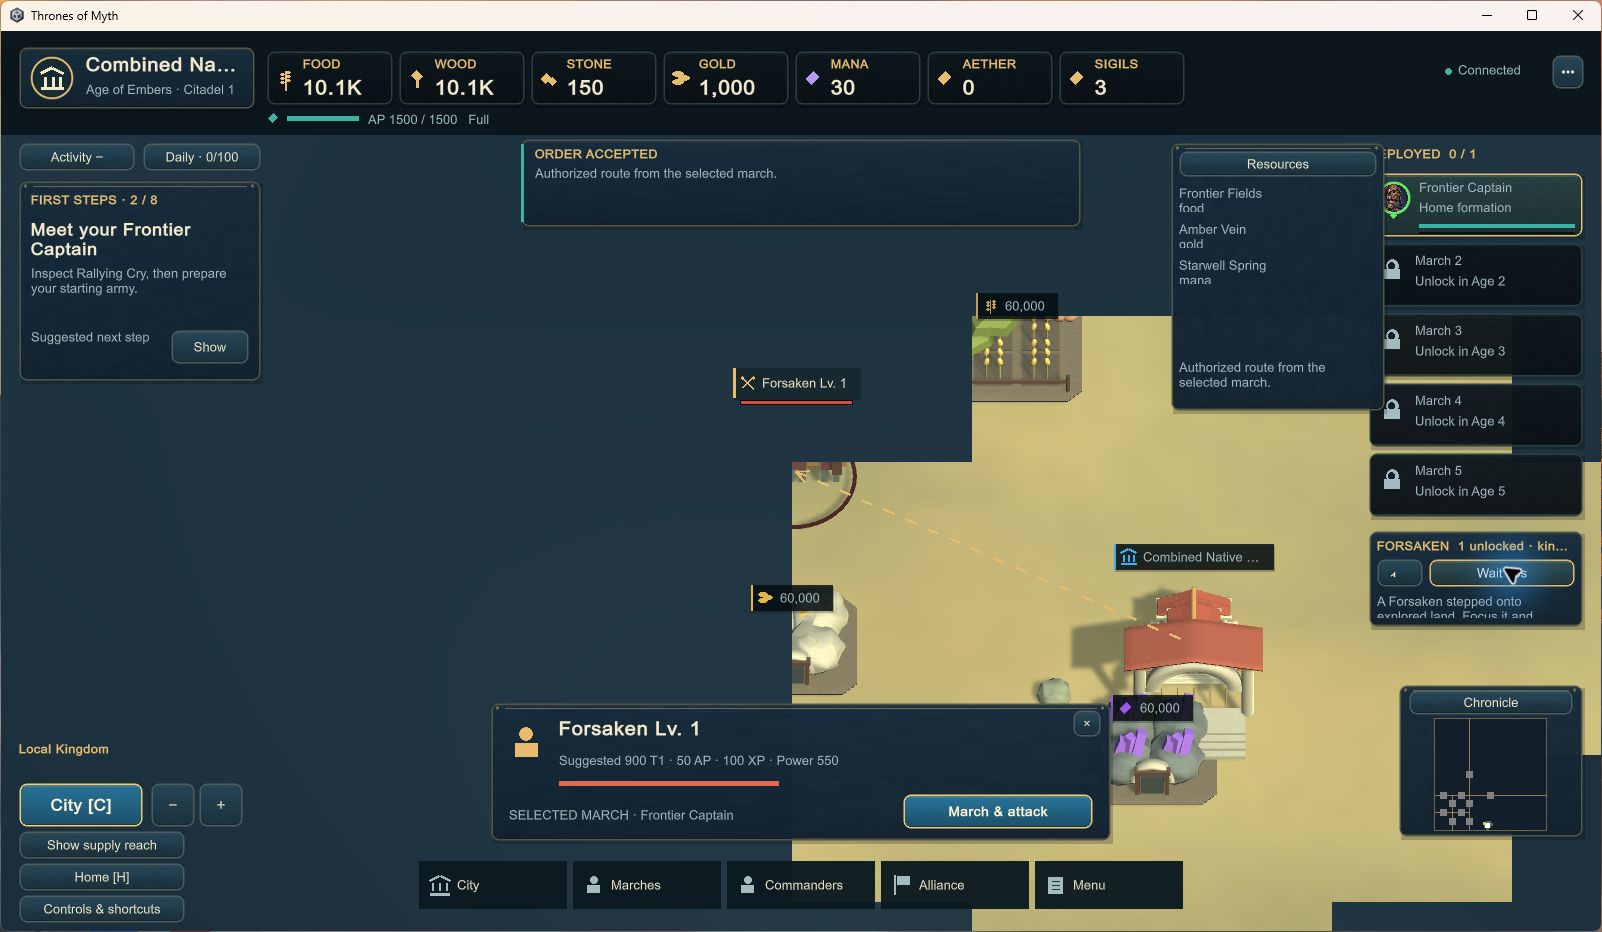 Thrones of Myth
Combined Na...
Age of Embers · Citadel 1
FOOD
10.1K
WOOD
10.1K
STONE
150
GOLD
1,000
MANA
30
AETHER
0
SIGILS
3
Connected
AP 1500 / 1500 Full
Activity –
Daily · 0/100
FIRST STEPS · 2 / 8
Meet your Frontier
Captain
Inspect Rallying Cry, then prepare
your starting army.
Suggested next step
Show
ORDER ACCEPTED
Authorized route from the selected march.
Resources
Frontier Fields
food
Amber Vein
gold
Starwell Spring
mana
Authorized route from the
selected march.
EPLOYED 0 / 1
Frontier Captain
Home formation
March 2
Unlock in Age 2
March 3
Unlock in Age 3
March 4
Unlock in Age 4
March 5
Unlock in Age 5
FORSAKEN 1 unlocked · kin...
A Forsaken stepped onto
explored land. Focus it and
60,000
Forsaken Lv. 1
Combined Native ...
60,000
60,000
Forsaken Lv. 1
Suggested 900 T1 · 50 AP · 100 XP · Power 550
SELECTED MARCH · Frontier Captain
March & attack
Chronicle
Local Kingdom
City [C]
–
+
Show supply reach
Home [H]
Controls & shortcuts
City
Marches
Commanders
Alliance
Menu